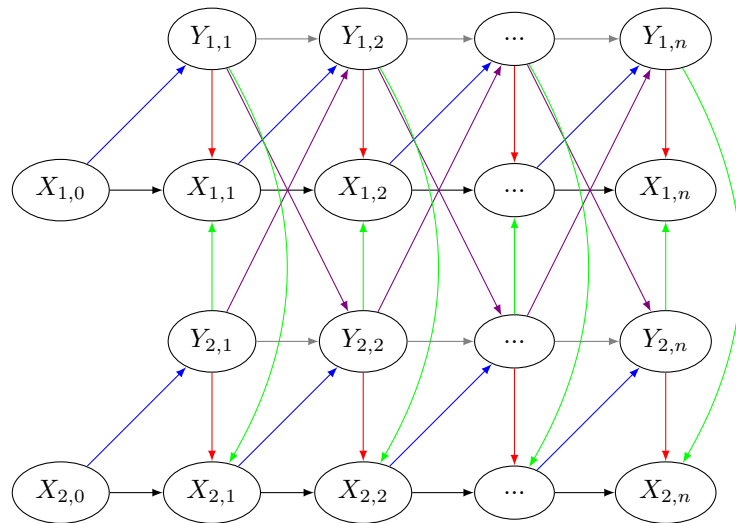 Y1,1 Y1,2 ... Y1,n
X1,0 X1,1 X1,2 ... X1,n
Y2,1 Y2,2 ... Y2,n
X2,0 X2,1 X2,2 ... X2,n